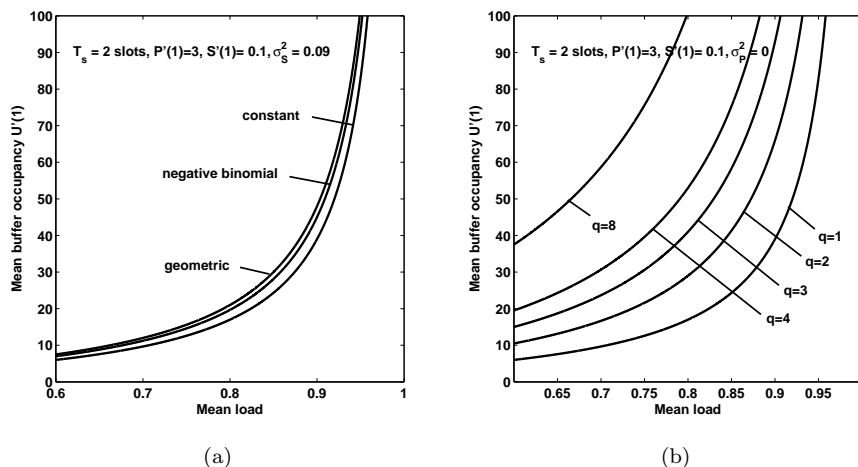 100
90
80
70
60
50
40
30
20
10
0
0.6
0.7
0.8
0.9
1
Mean load
Mean buffer occupancy U'(1)
T_s = 2 slots, P'(1)=3, S'(1)= 0.1, σ_S^2 = 0.09
constant
negative binomial
geometric
(a)
100
90
80
70
60
50
40
30
20
10
0
0.65
0.7
0.75
0.8
0.85
0.9
0.95
Mean load
Mean buffer occupancy U'(1)
T_s = 2 slots, P'(1)=3, S'(1)= 0.1, σ_P^2 = 0
q=8
q=1
q=2
q=3
q=4
(b)